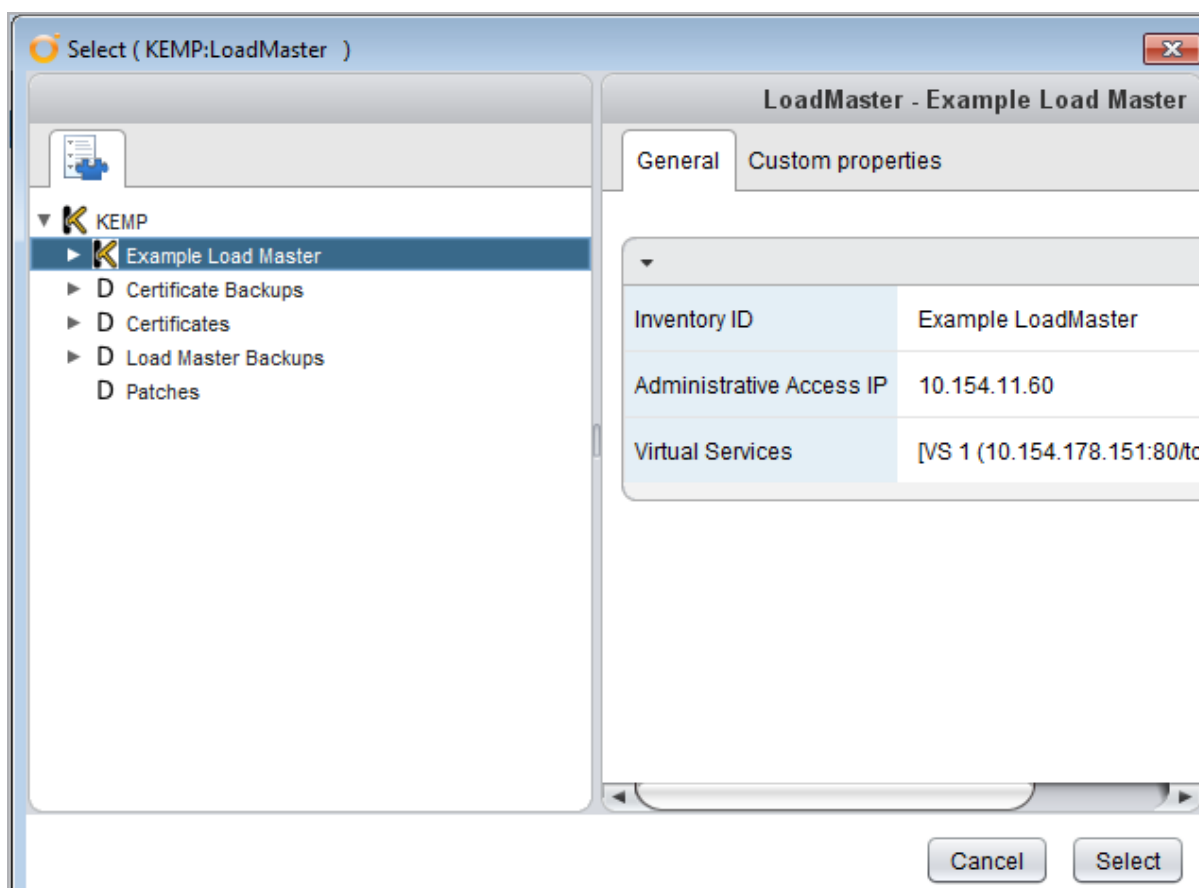 Select ( KEMP:LoadMaster )
LoadMaster - Example Load Master
General Custom properties
KEMP
Example Load Master
D Certificate Backups
D Certificates
D Load Master Backups
D Patches
Inventory ID Example LoadMaster
Administrative Access IP 10.154.11.60
Virtual Services [VS 1 (10.154.178.151:80/tc
Cancel Select